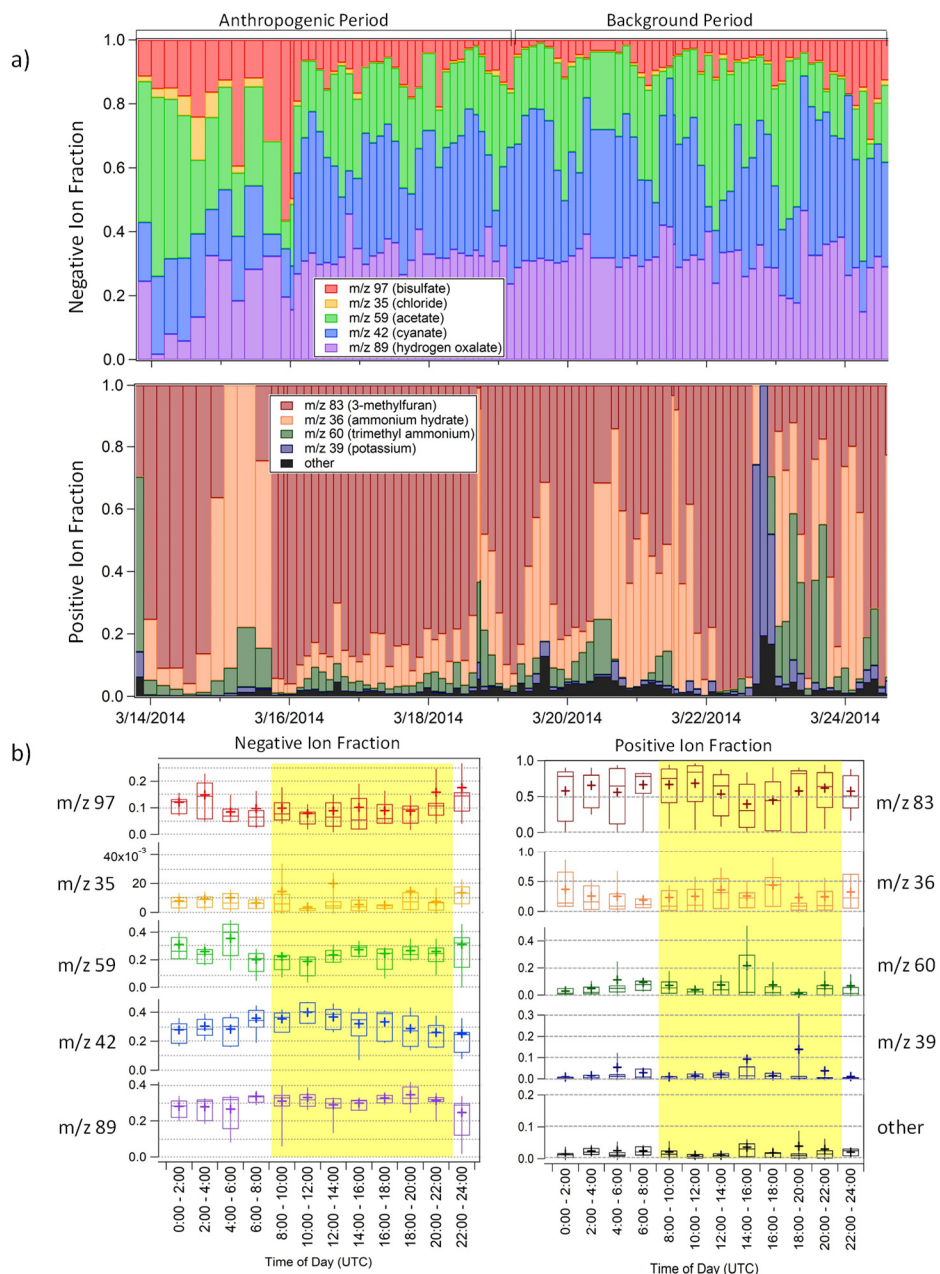 Anthropogenic Period
Background Period
a)
1.0
0.8
0.6
0.4
0.2
0.0
Negative Ion Fraction
m/z 97 (bisulfate)
m/z 35 (chloride)
m/z 59 (acetate)
m/z 42 (cyanate)
m/z 89 (hydrogen oxalate)
1.0
0.8
0.6
0.4
0.2
0.0
Positive Ion Fraction
m/z 83 (3-methylfuran)
m/z 36 (ammonium hydrate)
m/z 60 (trimethyl ammonium)
m/z 39 (potassium)
other
3/14/2014 3/16/2014 3/18/2014 3/20/2014 3/22/2014 3/24/2014
b)
Negative Ion Fraction
m/z 97
0.2
0.1
0.0
m/z 35
40x10-3
20
0
m/z 59
0.4
0.2
0.0
m/z 42
0.4
0.2
0.0
m/z 89
0.4
0.2
0.0
0:00 - 2:00
2:00 - 4:00
4:00 - 6:00
6:00 - 8:00
8:00 - 10:00
10:00 - 12:00
12:00 - 14:00
14:00 - 16:00
16:00 - 18:00
18:00 - 20:00
20:00 - 22:00
22:00 - 24:00
Time of Day (UTC)
Positive Ion Fraction
1.0
0.5
0.0
m/z 83
1.0
0.5
0.0
m/z 36
0.4
0.2
0.0
m/z 60
0.3
0.2
0.1
0.0
m/z 39
0.2
0.1
0.0
other
0:00 - 2:00
2:00 - 4:00
4:00 - 6:00
6:00 - 8:00
8:00 - 10:00
10:00 - 12:00
12:00 - 14:00
14:00 - 16:00
16:00 - 18:00
18:00 - 20:00
20:00 - 22:00
22:00 - 24:00
Time of Day (UTC)